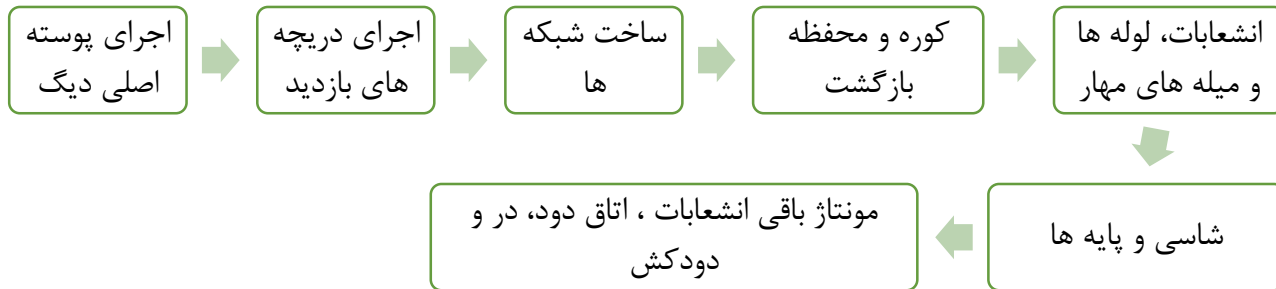 اجرای پوسته
اصلی دیگ
اجرای دریچه
های بازدید
ساخت شبکه
ها
کوره و محفظه
بازگشت
انشعابات، لوله ها
و میله های مهار
شاسی و پایه ها
مونتاژ باقی انشعابات ، اتاق دود، در و
دودکش